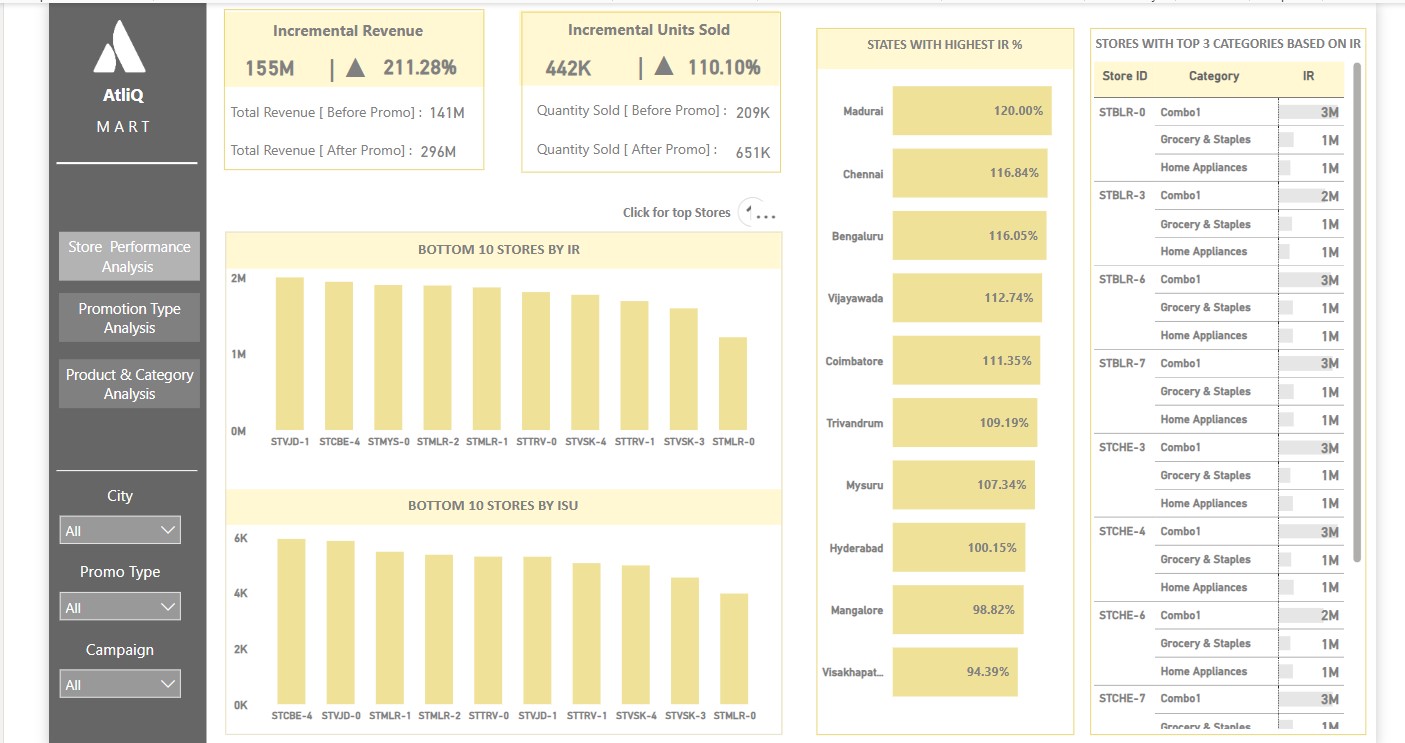 AtliQ
MART
Store Performance
Analysis
Promotion Type
Analysis
Product & Category
Analysis
City
All
Promo Type
All
Campaign
All
Incremental Revenue
155M | ▲ 211.28%
Total Revenue [ Before Promo] : 141M
Total Revenue [ After Promo] : 296M
Incremental Units Sold
442K | ▲ 110.10%
Quantity Sold [ Before Promo] : 209K
Quantity Sold [ After Promo] : 651K
Click for top Stores ...
BOTTOM 10 STORES BY IR
2M
1M
0M
STVJD-1 STCBE-4 STMYS-0 STMLR-2 STMLR-1 STTRV-0 STVSK-4 STTRV-1 STVSK-3 STMLR-0
BOTTOM 10 STORES BY ISU
6K
4K
2K
0K
STCBE-4 STVJD-0 STMLR-1 STMLR-2 STTRV-0 STVJD-1 STTRV-1 STVSK-4 STVSK-3 STMLR-0
STATES WITH HIGHEST IR %
Madurai 120.00%
Chennai 116.84%
Bengaluru 116.05%
Vijayawada 112.74%
Coimbatore 111.35%
Trivandrum 109.19%
Mysuru 107.34%
Hyderabad 100.15%
Mangalore 98.82%
Visakhapat... 94.39%
STORES WITH TOP 3 CATEGORIES BASED ON IR
Store ID Category IR
STBLR-0 Combo1 3M
Grocery & Staples 1M
Home Appliances 1M
STBLR-3 Combo1 2M
Grocery & Staples 1M
Home Appliances 1M
STBLR-6 Combo1 3M
Grocery & Staples 1M
Home Appliances 1M
STBLR-7 Combo1 3M
Grocery & Staples 1M
Home Appliances 1M
STCHE-3 Combo1 3M
Grocery & Staples 1M
Home Appliances 1M
STCHE-4 Combo1 3M
Grocery & Staples 1M
Home Appliances 1M
STCHE-6 Combo1 2M
Grocery & Staples 1M
Home Appliances 1M
STCHE-7 Combo1 3M
Grocery & Staples 1M